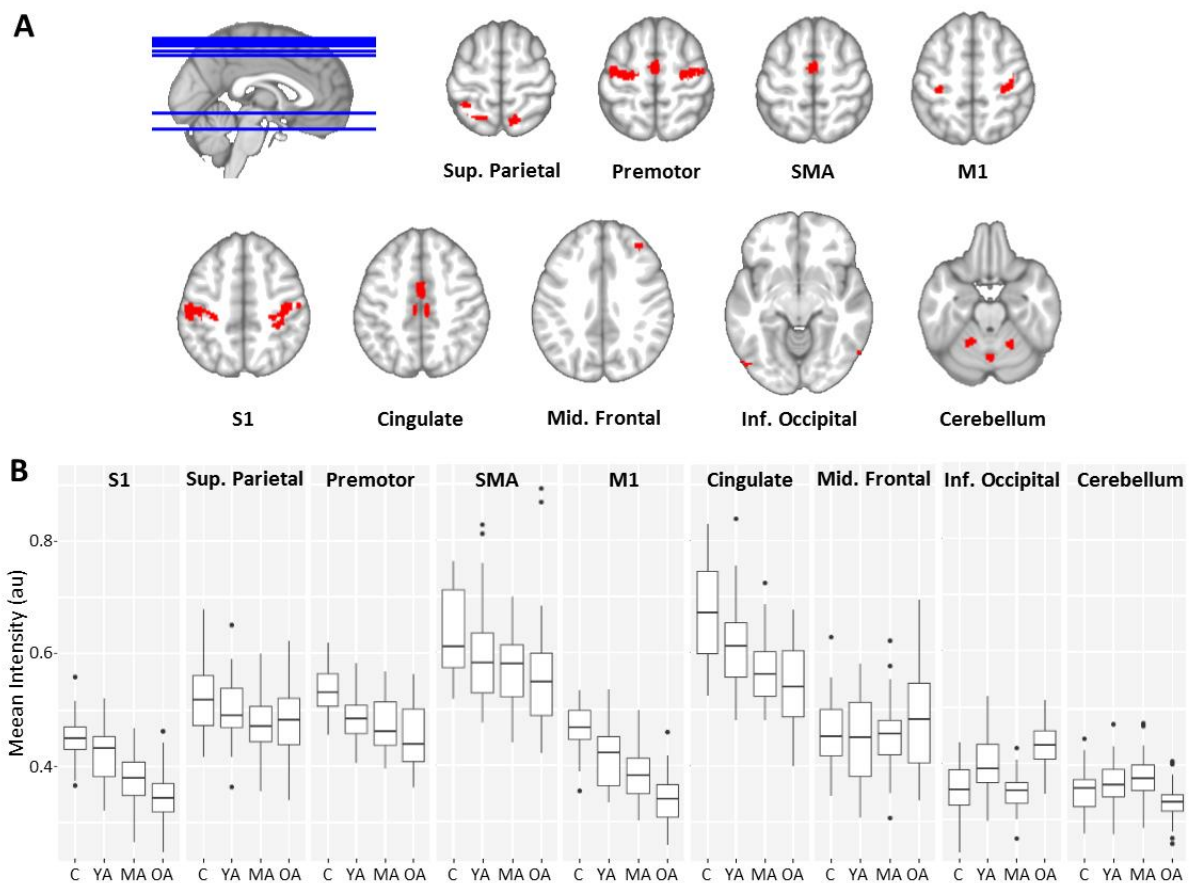 A
Sup. Parietal Premotor SMA M1
S1 Cingulate Mid. Frontal Inf. Occipital Cerebellum
B
S1 Sup. Parietal Premotor SMA M1 Cingulate Mid. Frontal Inf. Occipital Cerebellum
Meean Intensity (au)
0.8
0.6
0.4
C YA MA OA C YA MA OA C YA MA OA C YA MA OA C YA MA OA C YA MA OA C YA MA OA C YA MA OA C YA MA OA